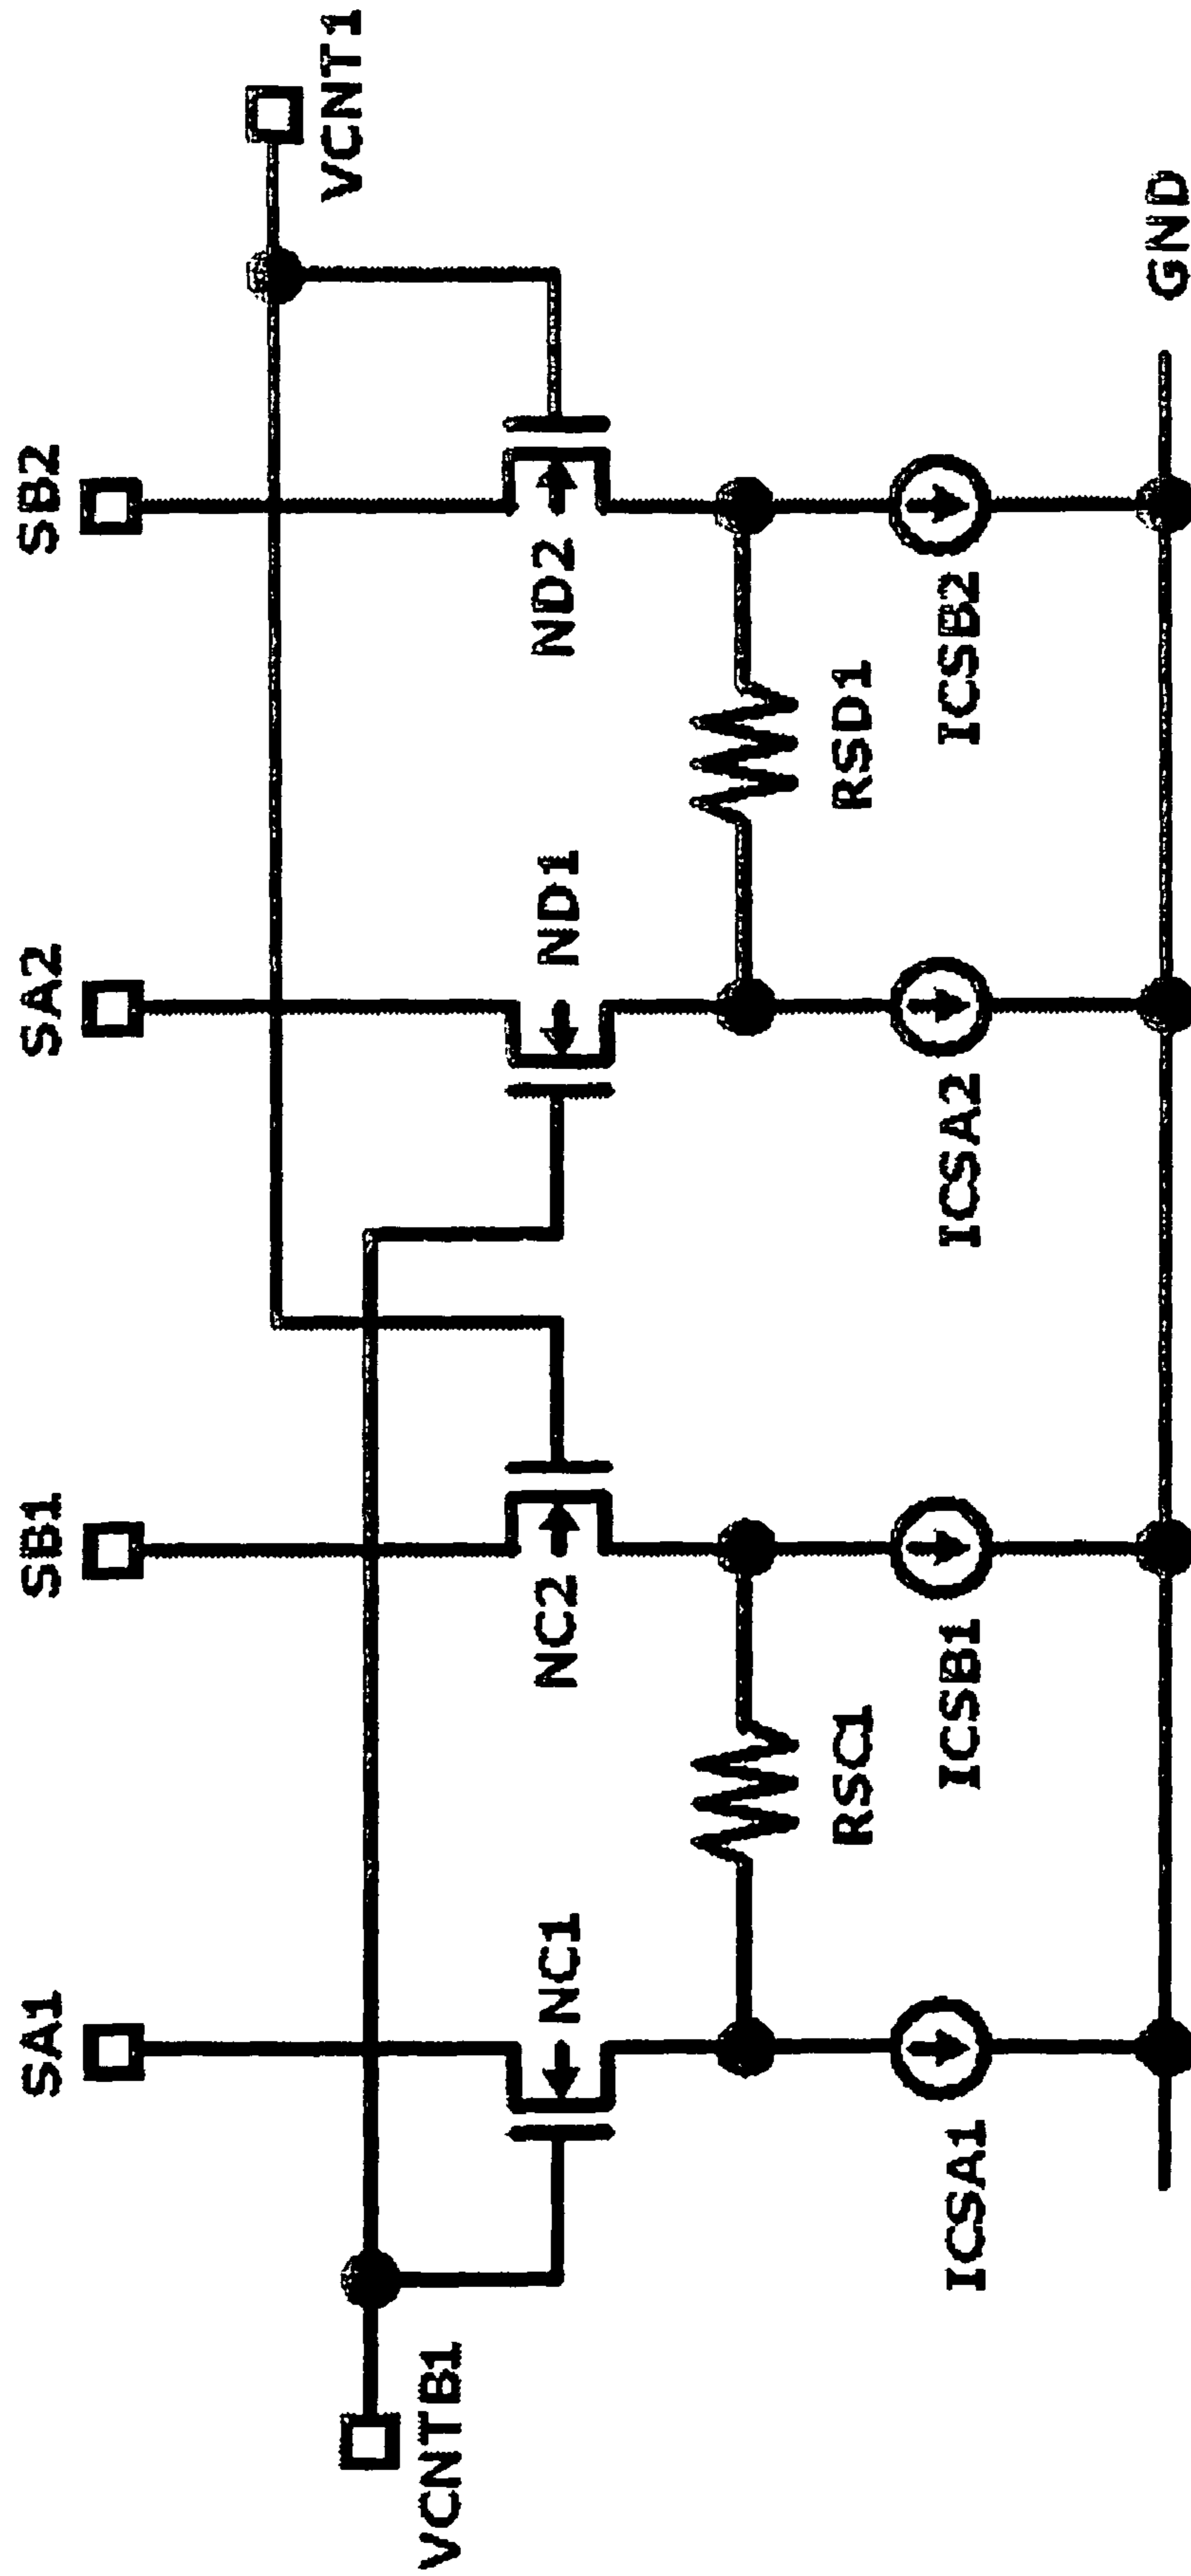 SA1
SB1
SA2
SB2
VCNT1
VCNTB1
NC1
NC2
ND1
ND2
RSC1
RSD1
ICSA1
ICSB1
ICSA2
ICSB2
GND